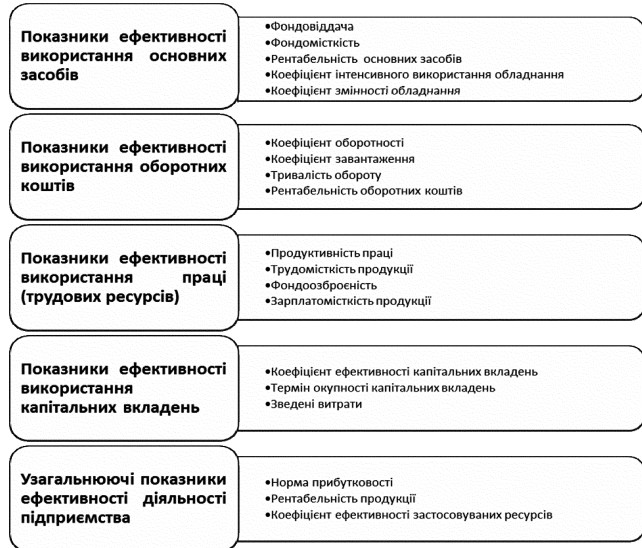 Показники ефективності
використання основних
засобів
•Фондовіддача
•Фондомісткість
•Рентабельність основних засобів
•Коефіцієнт інтенсивного використання обладнання
•Коефіцієнт змінності обладнання
Показники ефективності
використання оборотних
коштів
•Коефіцієнт оборотності
•Коефіцієнт завантаження
•Тривалість обороту
•Рентабельність оборотних коштів
Показники ефективності
використання праці
(трудових ресурсів)
•Продуктивність праці
•Трудомісткість продукції
•Фондоозброєність
•Зарплатомісткість продукції
Показники ефективності
використання
капітальних вкладень
•Коефіцієнт ефективності капітальних вкладень
•Термін окупності капітальних вкладень
•Зведені витрати
Узагальнюючі показники
ефективності діяльності
підприємства
•Норма прибутковості
•Рентабельність продукції
•Коефіцієнт ефективності застосовуваних ресурсів